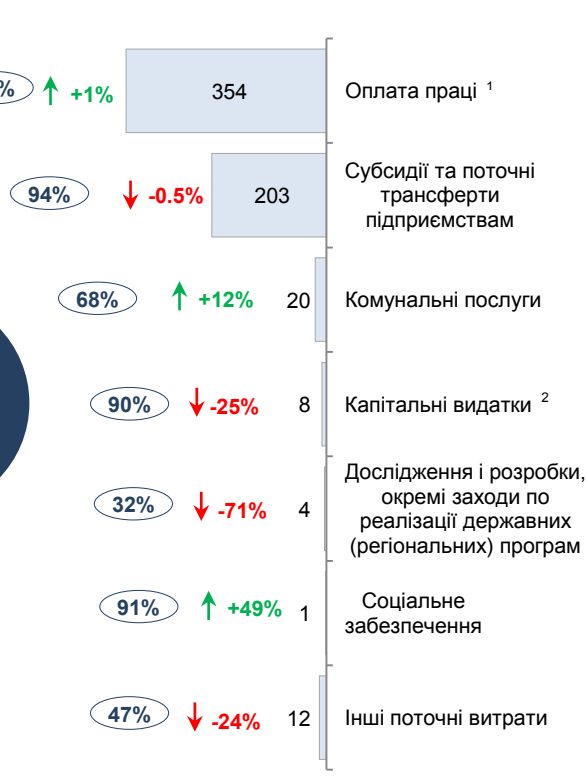 % +1% 354 Оплата праці 1
94% -0.5% 203 Субсидії та поточні
трансферти
підприємствам
68% +12% 20 Комунальні послуги
90% -25% 8 Капітальні видатки 2
32% -71% 4 Дослідження і розробки,
окремі заходи по
реалізації державних
(регіональних) програм
91% +49% 1 Соціальне
забезпечення
47% -24% 12 Інші поточні витрати